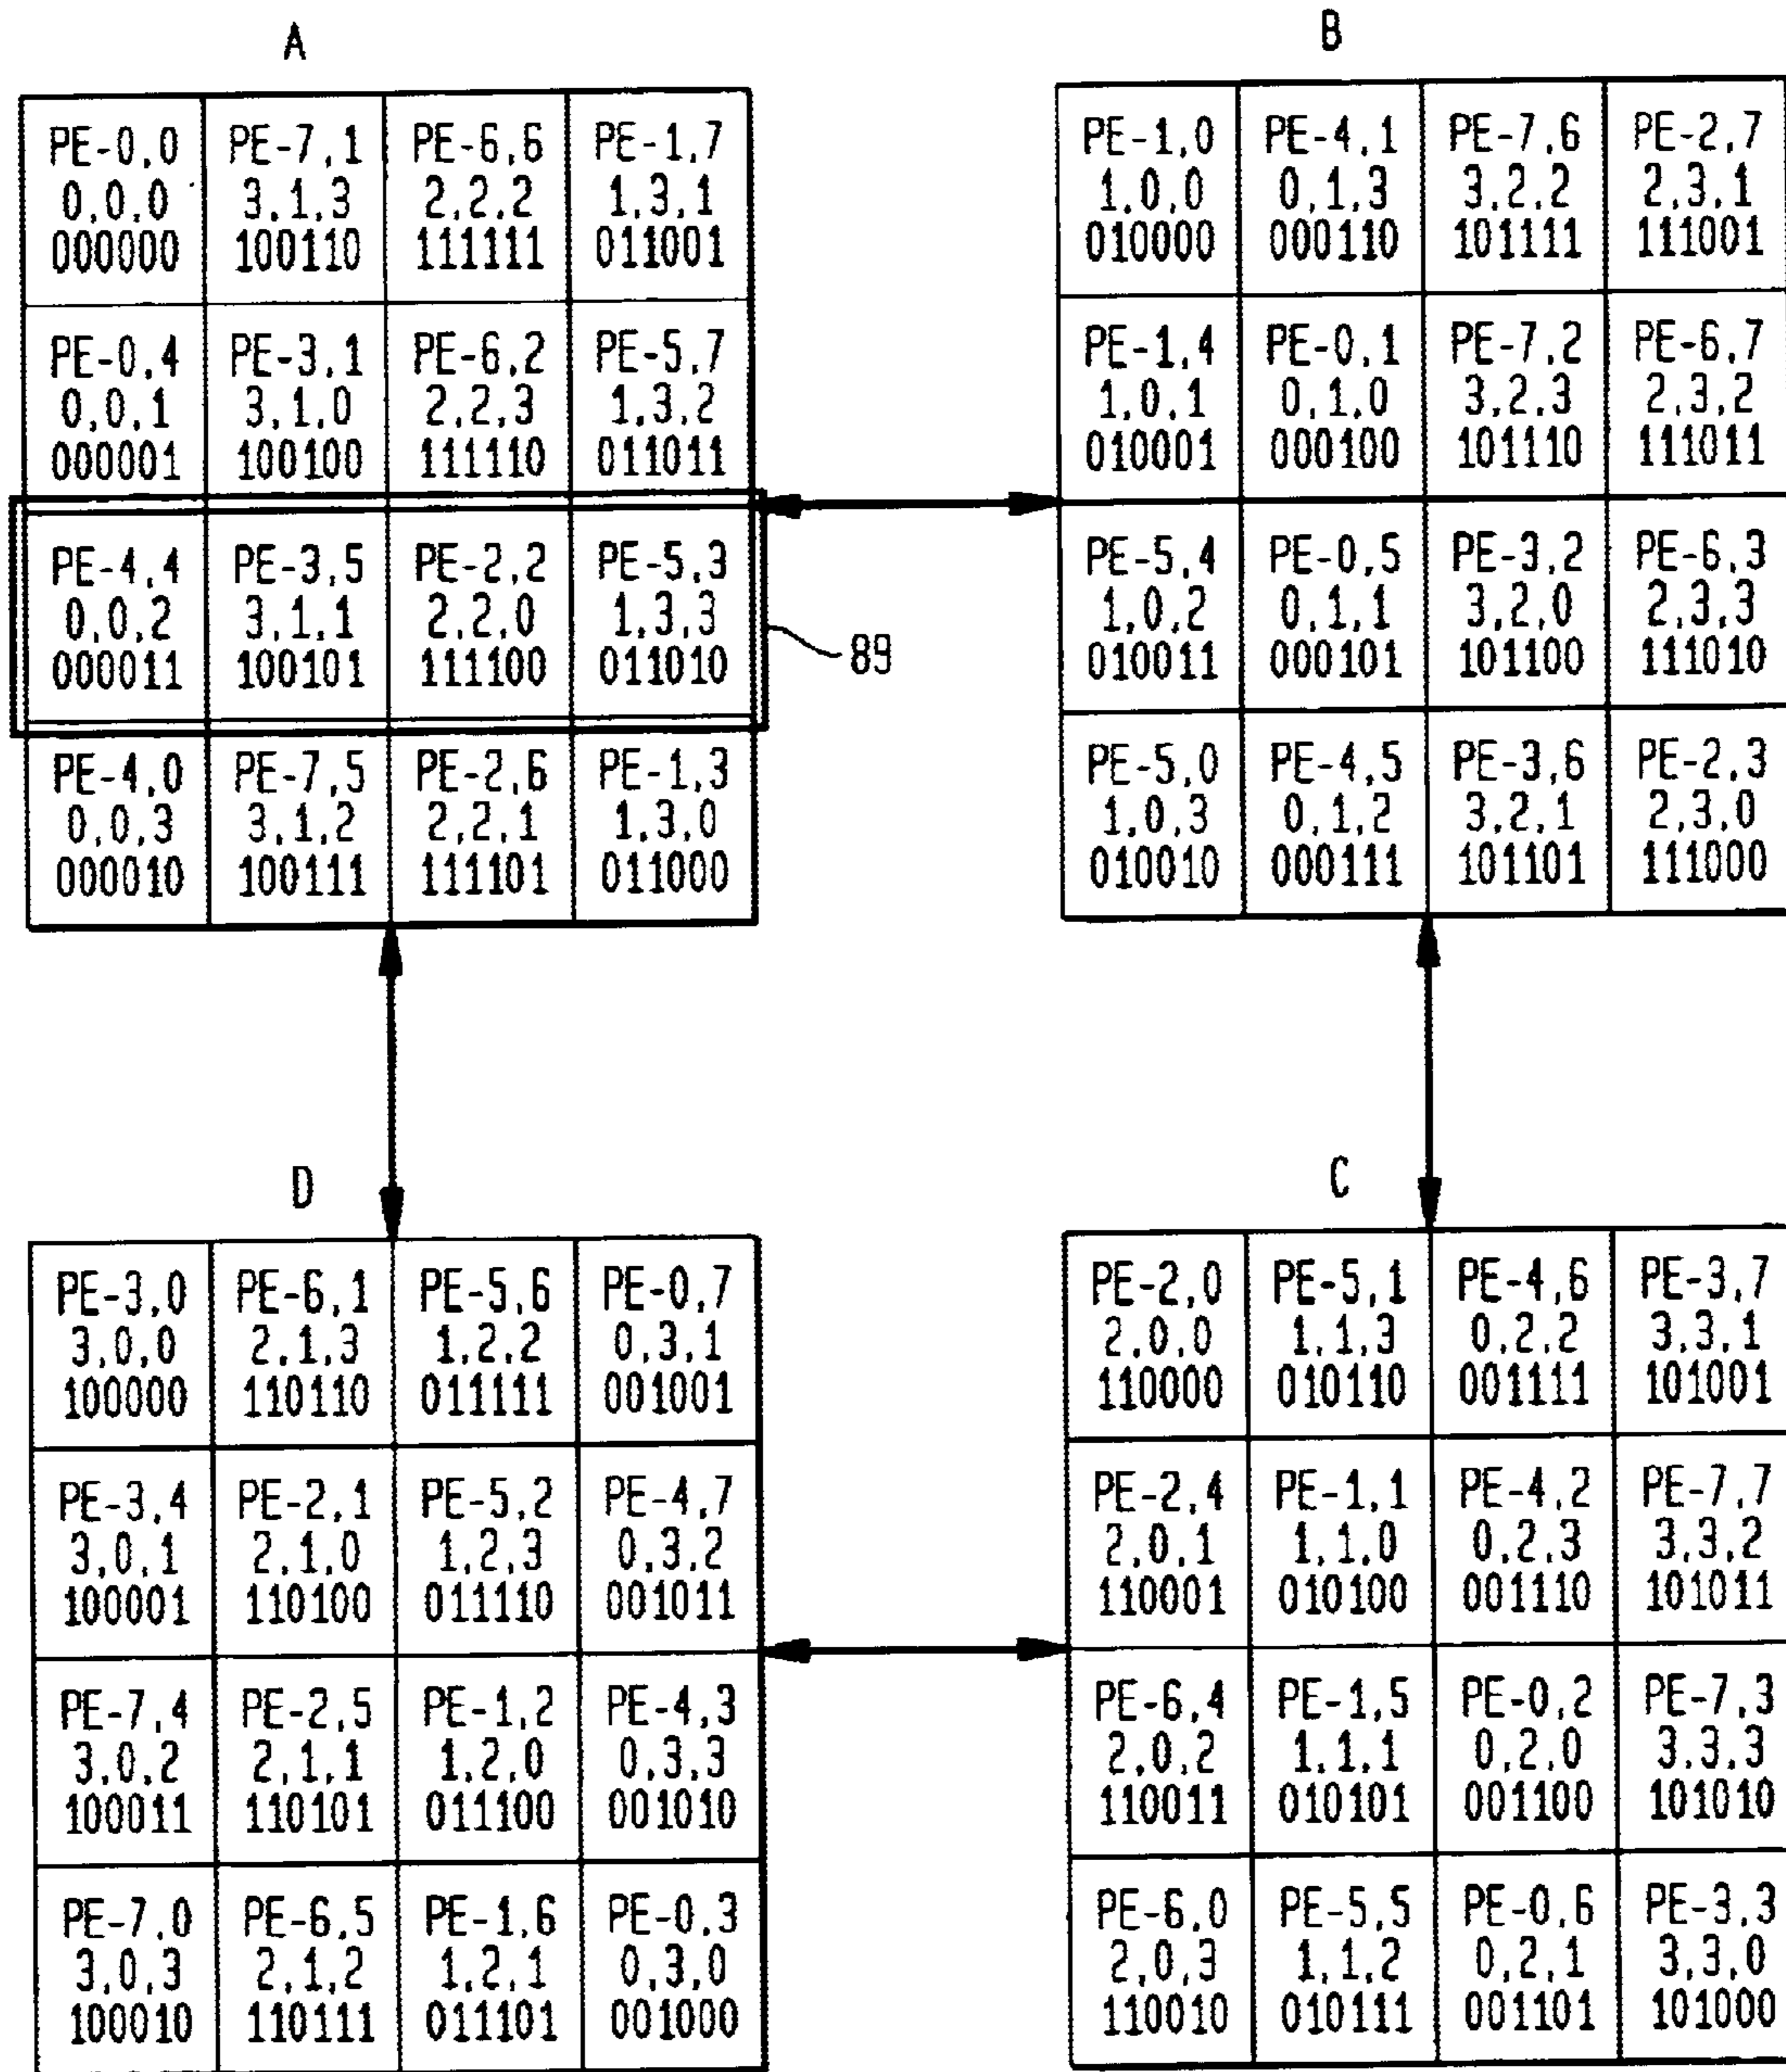 A
B
PE-0,0 PE-7,1 PE-6,6 PE-1,7
0,0,0 3,1,3 2,2,2 1,3,1
000000 100110 111111 011001
PE-0,4 PE-3,1 PE-6,2 PE-5,7
0,0,1 3,1,0 2,2,3 1,3,2
000001 100100 111110 011011
PE-4,4 PE-3,5 PE-2,2 PE-5,3
0,0,2 3,1,1 2,2,0 1,3,3
000011 100101 111100 011010
89
PE-4,0 PE-7,5 PE-2,6 PE-1,3
0,0,3 3,1,2 2,2,1 1,3,0
000010 100111 111101 011000
PE-1,0 PE-4,1 PE-7,6 PE-2,7
1,0,0 0,1,3 3,2,2 2,3,1
010000 000110 101111 111001
PE-1,4 PE-0,1 PE-7,2 PE-6,7
1,0,1 0,1,0 3,2,3 2,3,2
010001 000100 101110 111011
PE-5,4 PE-0,5 PE-3,2 PE-6,3
1,0,2 0,1,1 3,2,0 2,3,3
010011 000101 101100 111010
PE-5,0 PE-4,5 PE-3,6 PE-2,3
1,0,3 0,1,2 3,2,1 2,3,0
010010 000111 101101 111000
D
C
PE-3,0 PE-6,1 PE-5,6 PE-0,7
3,0,0 2,1,3 1,2,2 0,3,1
100000 110110 011111 001001
PE-3,4 PE-2,1 PE-5,2 PE-4,7
3,0,1 2,1,0 1,2,3 0,3,2
100001 110100 011110 001011
PE-7,4 PE-2,5 PE-1,2 PE-4,3
3,0,2 2,1,1 1,2,0 0,3,3
100011 110101 011100 001010
PE-7,0 PE-6,5 PE-1,6 PE-0,3
3,0,3 2,1,2 1,2,1 0,3,0
100010 110111 011101 001000
PE-2,0 PE-5,1 PE-4,6 PE-3,7
2,0,0 1,1,3 0,2,2 3,3,1
110000 010110 001111 101001
PE-2,4 PE-1,1 PE-4,2 PE-7,7
2,0,1 1,1,0 0,2,3 3,3,2
110001 010100 001110 101011
PE-6,4 PE-1,5 PE-0,2 PE-7,3
2,0,2 1,1,1 0,2,0 3,3,3
110011 010101 001100 101010
PE-6,0 PE-5,5 PE-0,6 PE-3,3
2,0,3 1,1,2 0,2,1 3,3,0
110010 010111 001101 101000